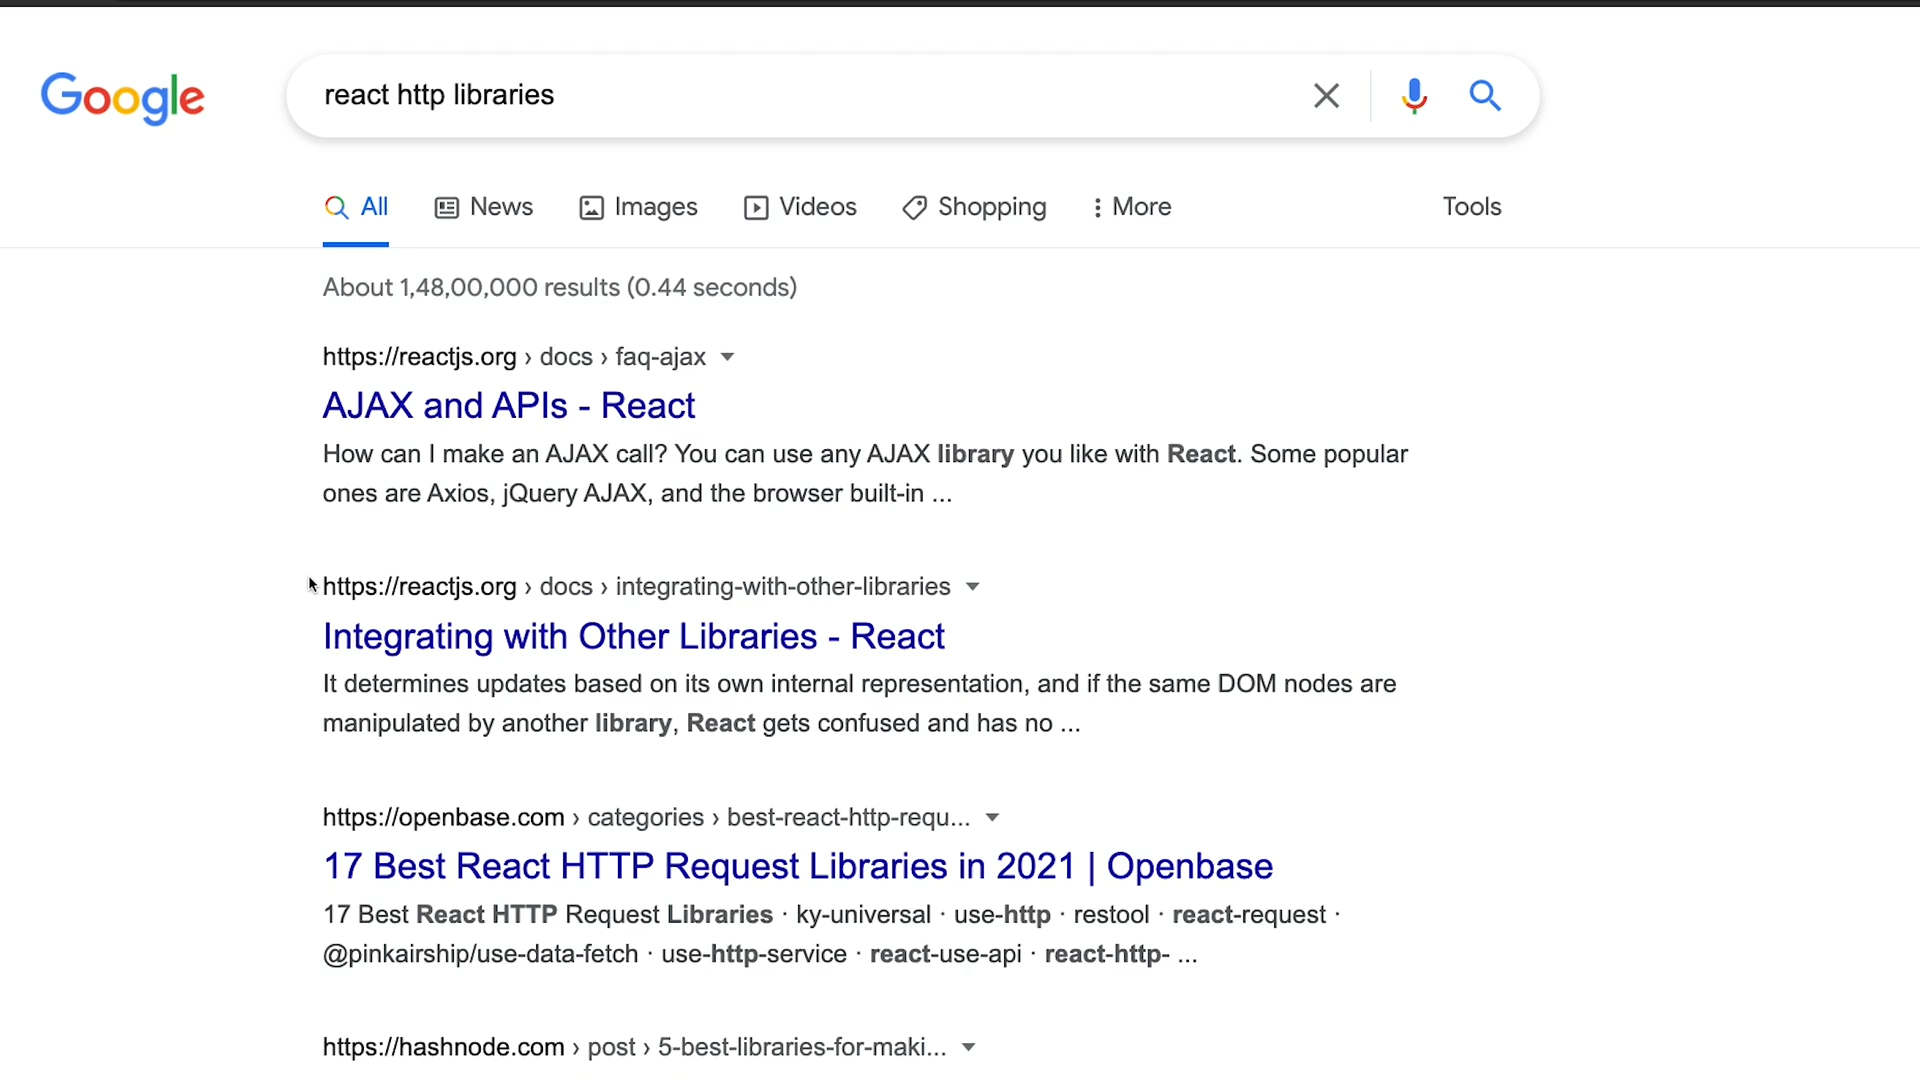 Google
react http libraries
All
News
Images
Videos
Shopping
More
Tools
About 1,48,00,000 results (0.44 seconds)
https://reactjs.org › docs › faq-ajax
AJAX and APIs - React
How can I make an AJAX call? You can use any AJAX library you like with React. Some popular
ones are Axios, jQuery AJAX, and the browser built-in ...
https://reactjs.org › docs › integrating-with-other-libraries
Integrating with Other Libraries - React
It determines updates based on its own internal representation, and if the same DOM nodes are
manipulated by another library, React gets confused and has no ...
https://openbase.com › categories › best-react-http-requ...
17 Best React HTTP Request Libraries in 2021 | Openbase
17 Best React HTTP Request Libraries · ky-universal · use-http · restool · react-request ·
@pinkairship/use-data-fetch · use-http-service · react-use-api · react-http- ...
https://hashnode.com › post › 5-best-libraries-for-maki...